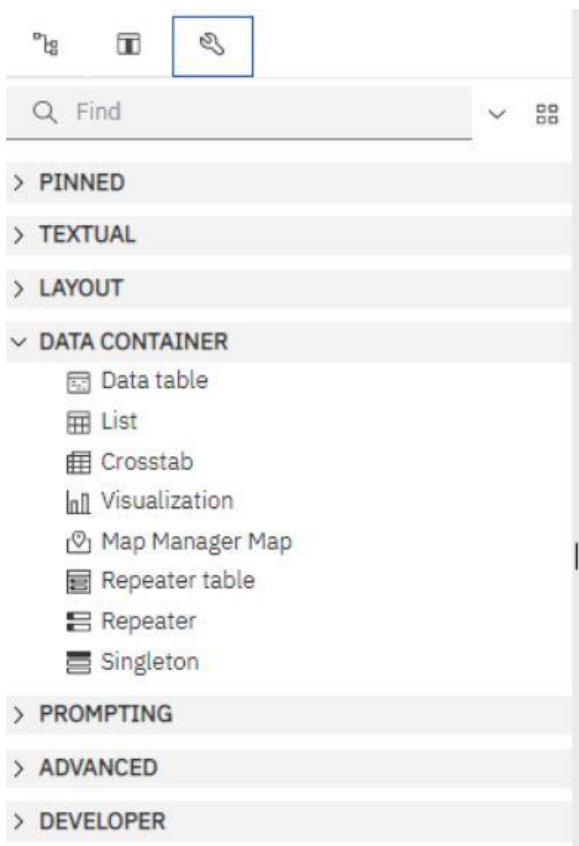 Find
PINNED
TEXTUAL
LAYOUT
DATA CONTAINER
Data table
List
Crosstab
Visualization
Map Manager Map
Repeater table
Repeater
Singleton
PROMPTING
ADVANCED
DEVELOPER